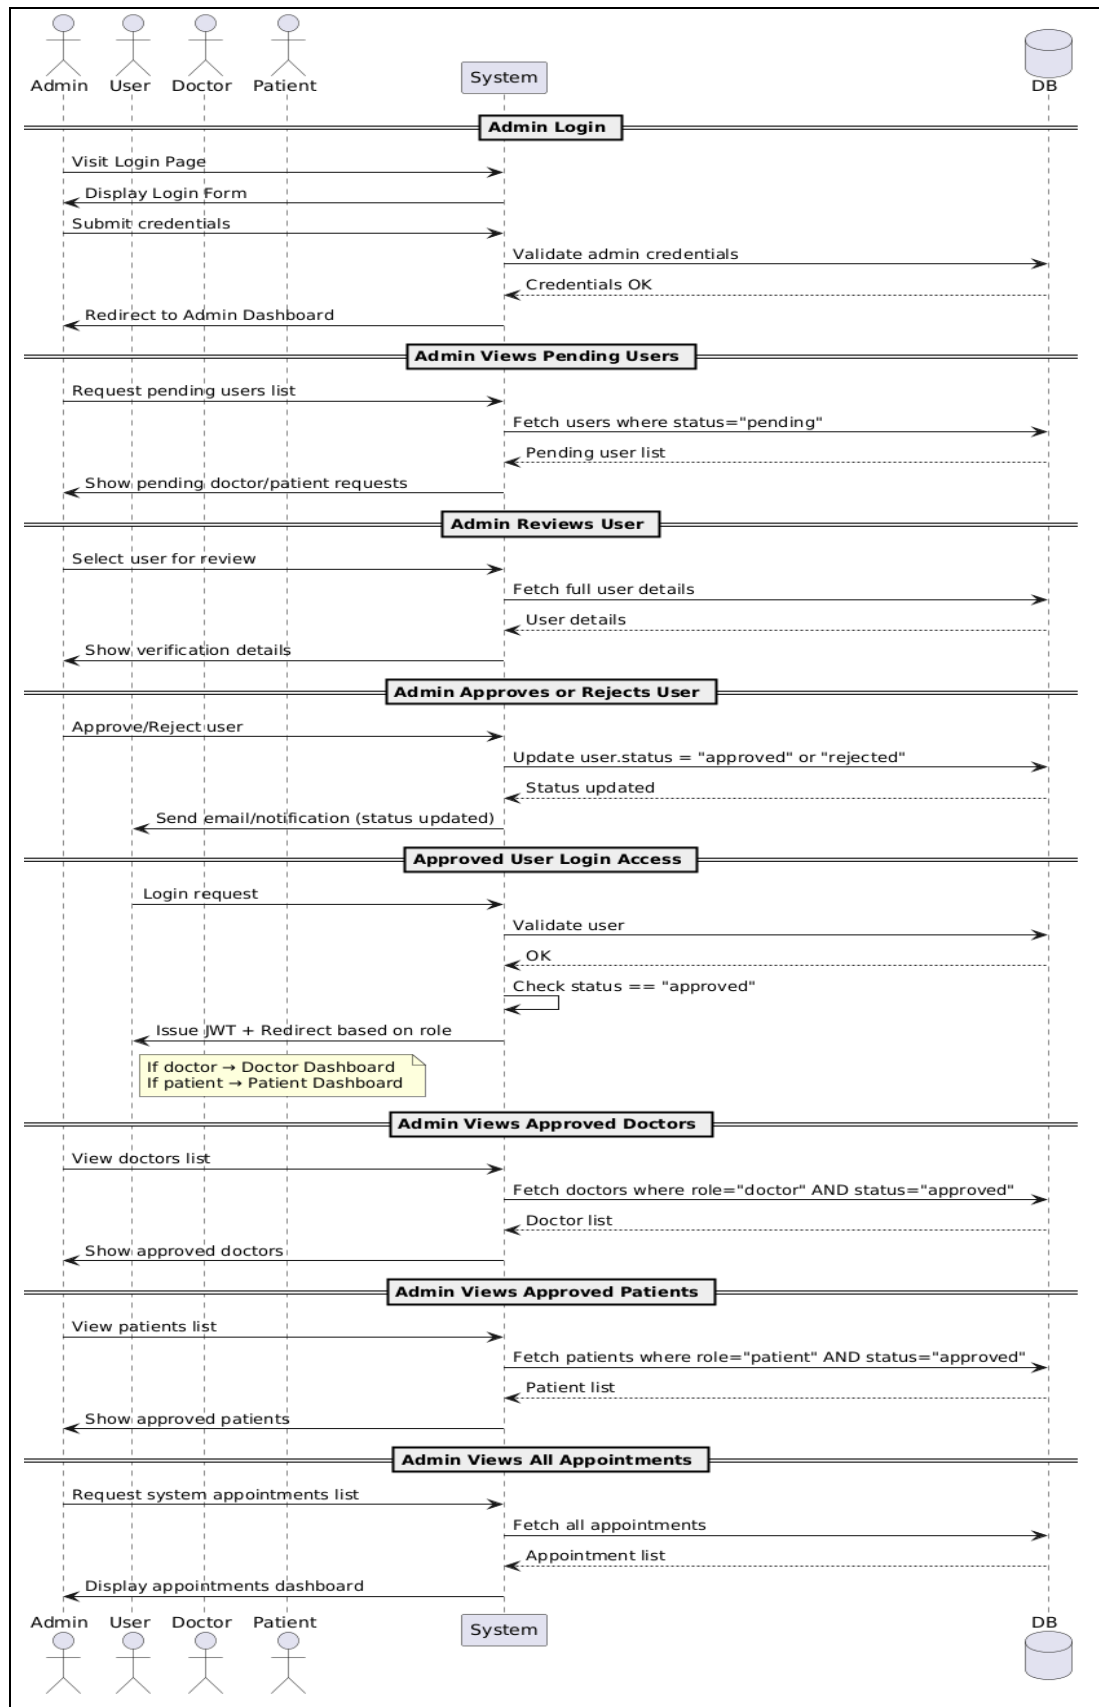 Admin
User
Doctor
Patient
System
DB
Admin Login
Visit Login Page
Display Login Form
Submit credentials
Validate admin credentials
Credentials OK
Redirect to Admin Dashboard
Admin Views Pending Users
Request pending users list
Fetch users where status="pending"
Pending user list
Show pending doctor/patient requests
Admin Reviews User
Select user for review
Fetch full user details
User details
Show verification details
Admin Approves or Rejects User
Approve/Reject user
Update user.status = "approved" or "rejected"
Status updated
Send email/notification (status updated)
Approved User Login Access
Login request
Validate user
OK
Check status == "approved"
Issue JWT + Redirect based on role
If doctor → Doctor Dashboard
If patient → Patient Dashboard
Admin Views Approved Doctors
View doctors list
Fetch doctors where role="doctor" AND status="approved"
Doctor list
Show approved doctors
Admin Views Approved Patients
View patients list
Fetch patients where role="patient" AND status="approved"
Patient list
Show approved patients
Admin Views All Appointments
Request system appointments list
Fetch all appointments
Appointment list
Display appointments dashboard
Admin
User
Doctor
Patient
System
DB